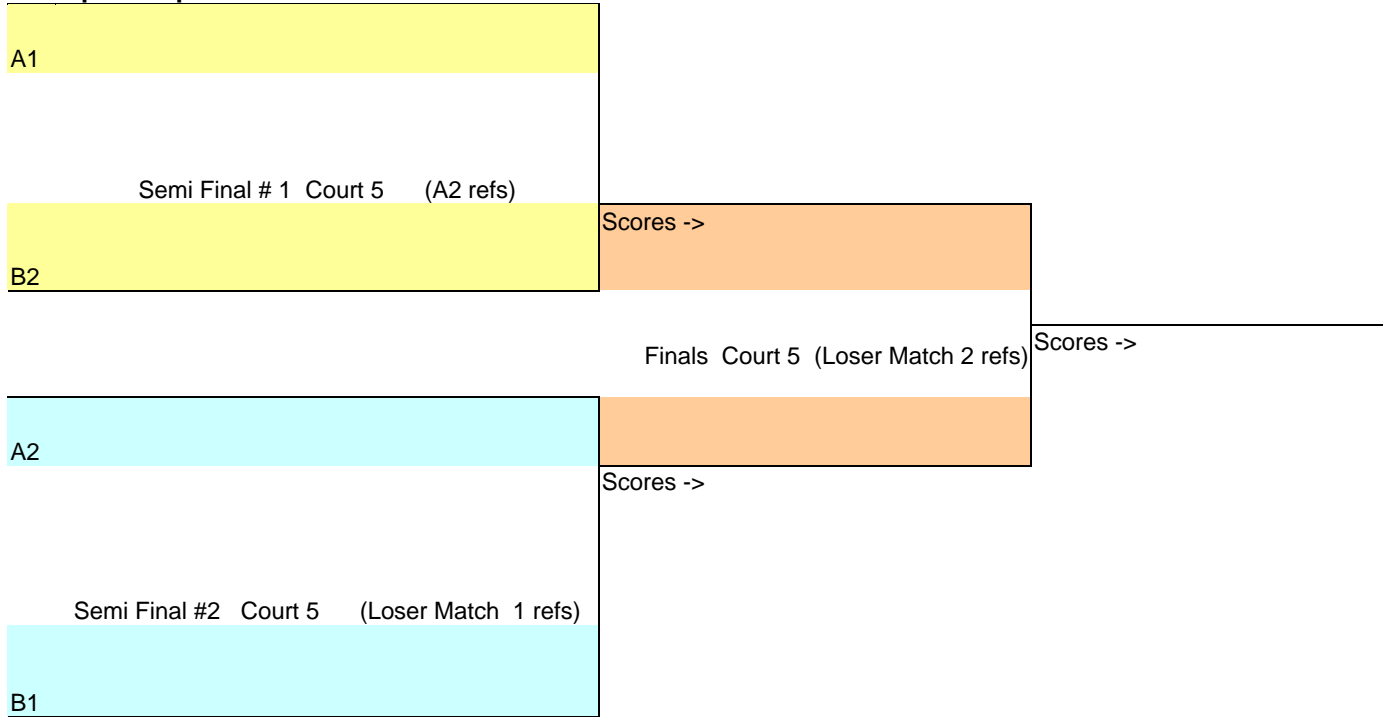 A1
Semi Final # 1 Court 5 (A2 refs)
Scores ->
B2
Finals Court 5 (Loser Match 2 refs)
Scores ->
A2
Scores ->
Semi Final #2 Court 5 (Loser Match 1 refs)
B1